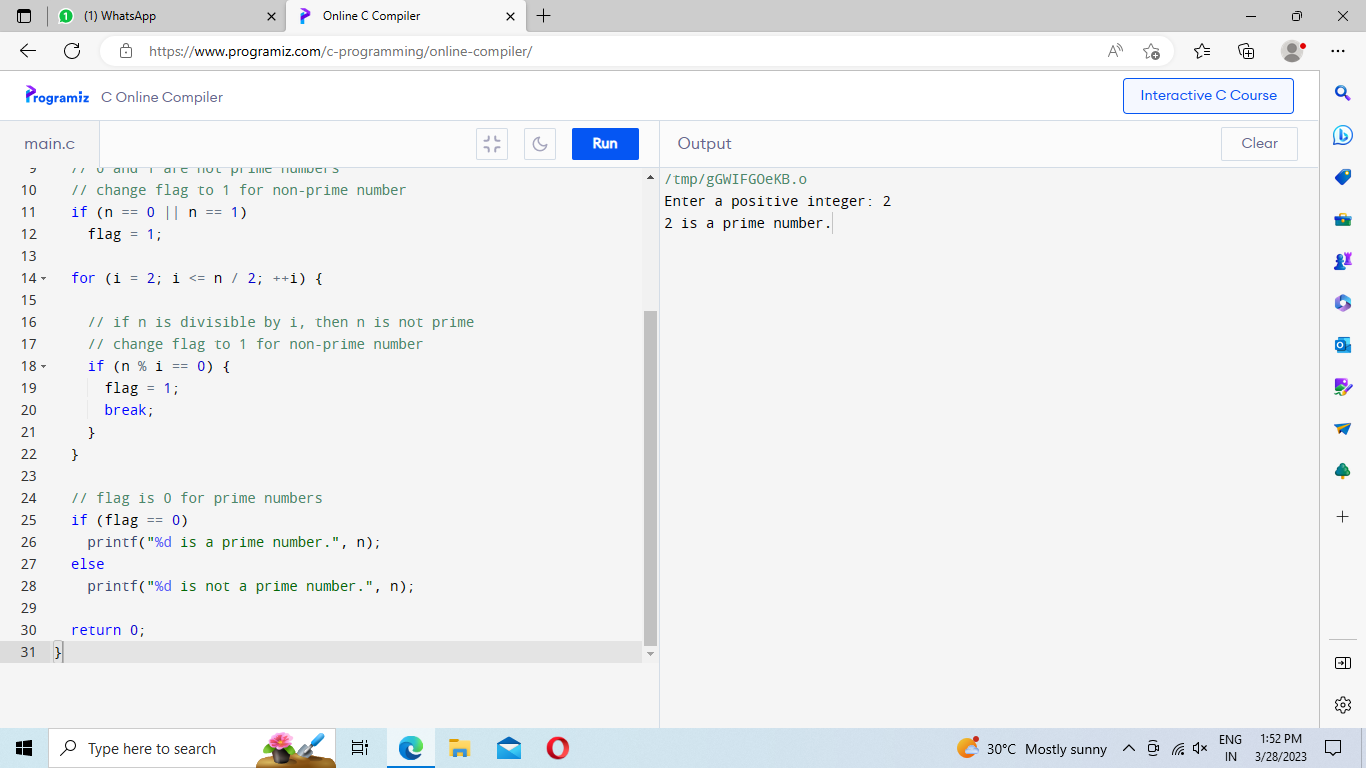 (1) WhatsApp
Online C Compiler
https://www.programiz.com/c-programming/online-compiler/
Programiz C Online Compiler
Interactive C Course
main.c
Run
Output
Clear
9 // 0 and 1 are not prime numbers
10 // change flag to 1 for non-prime number
11 if (n == 0 || n == 1)
12 flag = 1;
13
14 for (i = 2; i <= n / 2; ++i) {
15
16 // if n is divisible by i, then n is not prime
17 // change flag to 1 for non-prime number
18 if (n % i == 0) {
19 flag = 1;
20 break;
21 }
22 }
23
24 // flag is 0 for prime numbers
25 if (flag == 0)
26 printf("%d is a prime number.", n);
27 else
28 printf("%d is not a prime number.", n);
29
30 return 0;
31 }
/tmp/gGWIFGOeKB.o
Enter a positive integer: 2
2 is a prime number.
Type here to search
30°C Mostly sunny
ENG
IN
1:52 PM
3/28/2023